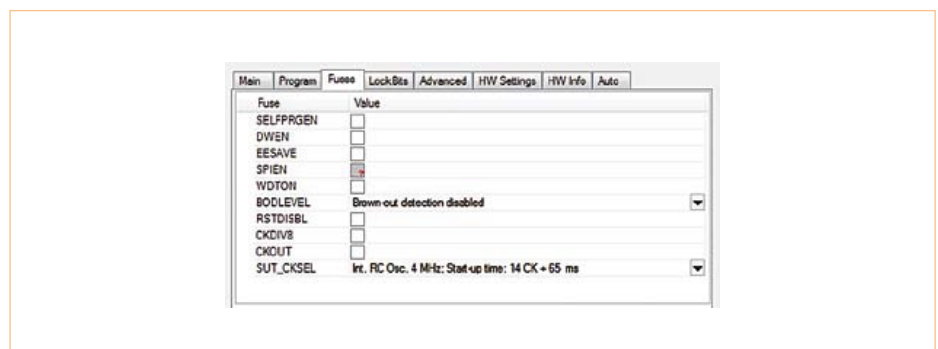 Main Program Fuses LockBits Advanced HW Settings HW Info Auto
Fuse Value
SELFPRGEN
DWEN
EESAVE
SPIEN
WDTON
BODLEVEL Brown-out detection disabled
RSTDISBL
CKDIV8
CKOUT
SUT_CKSEL Int. RC Osc. 4 MHz; Start-up time: 14 CK + 65 ms